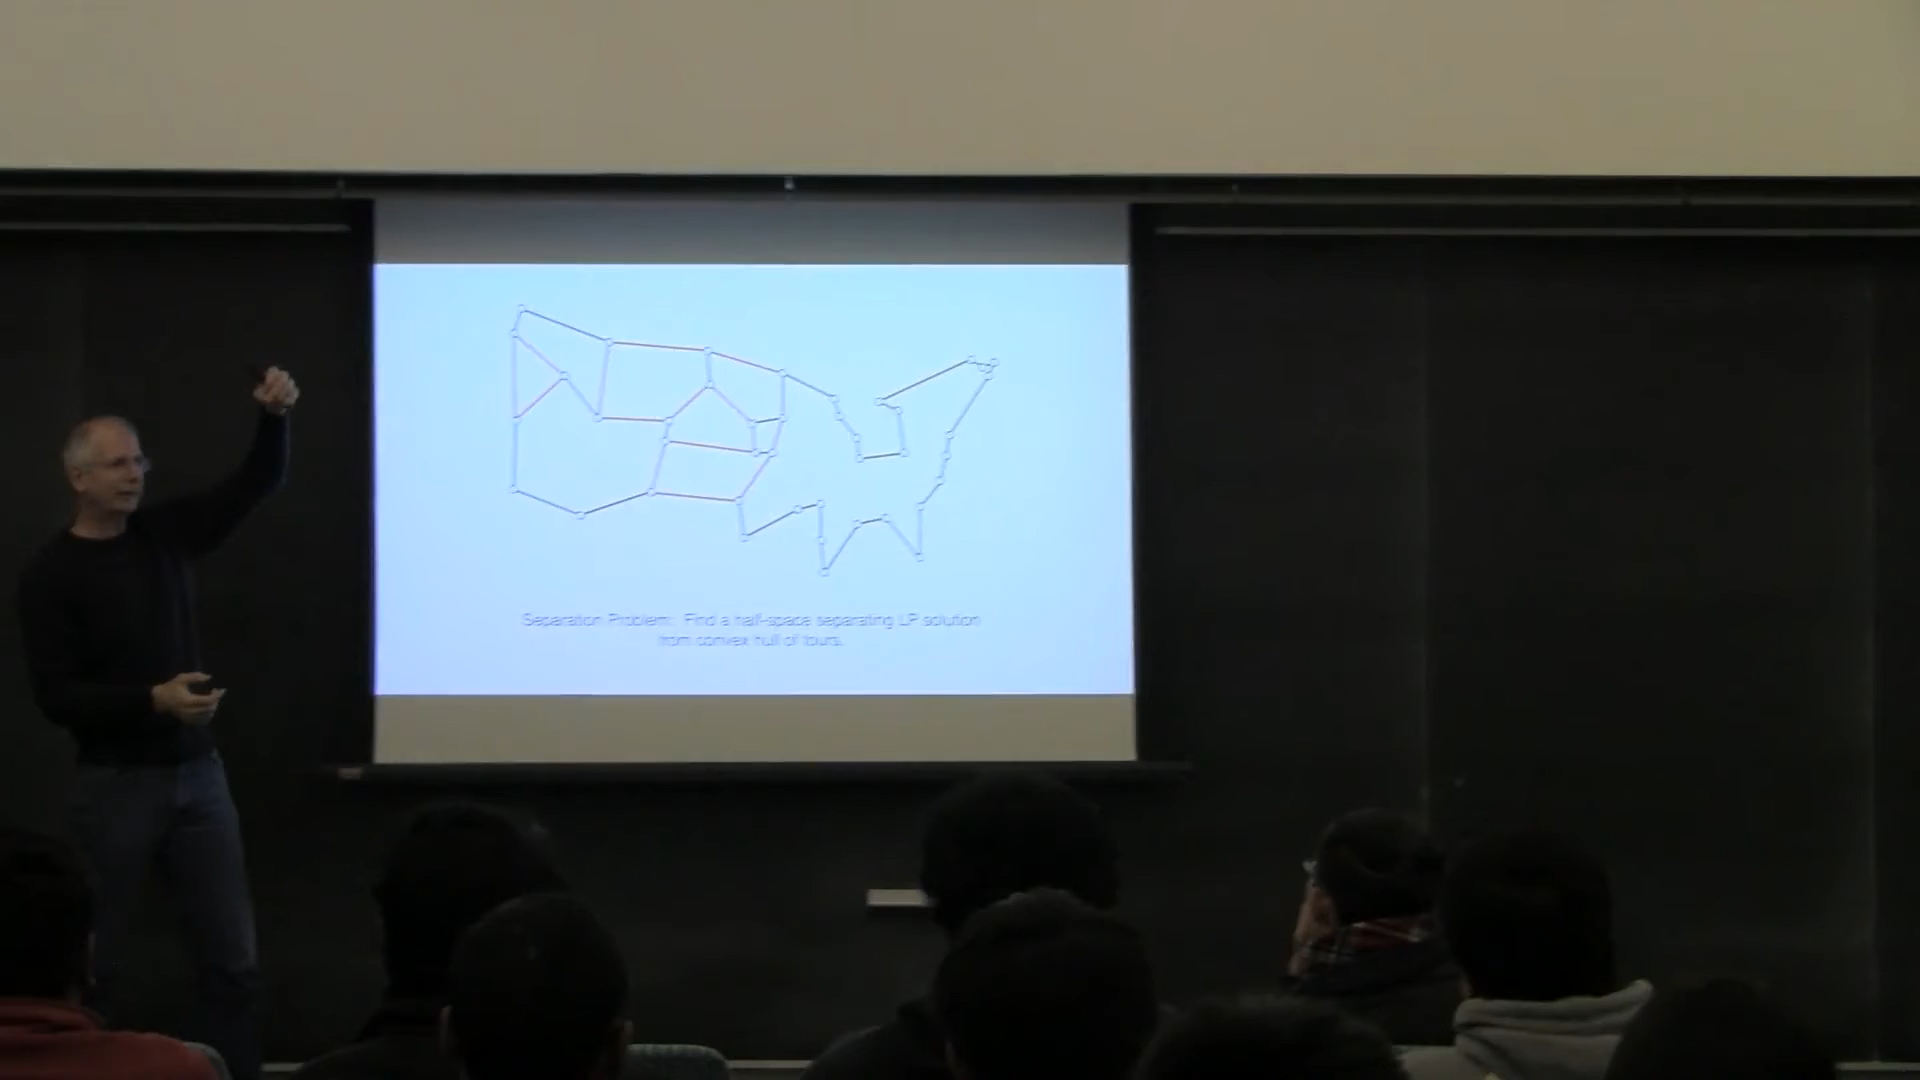 Separation Problem: Find a half-space separating LP solution
from convex hull of tours.